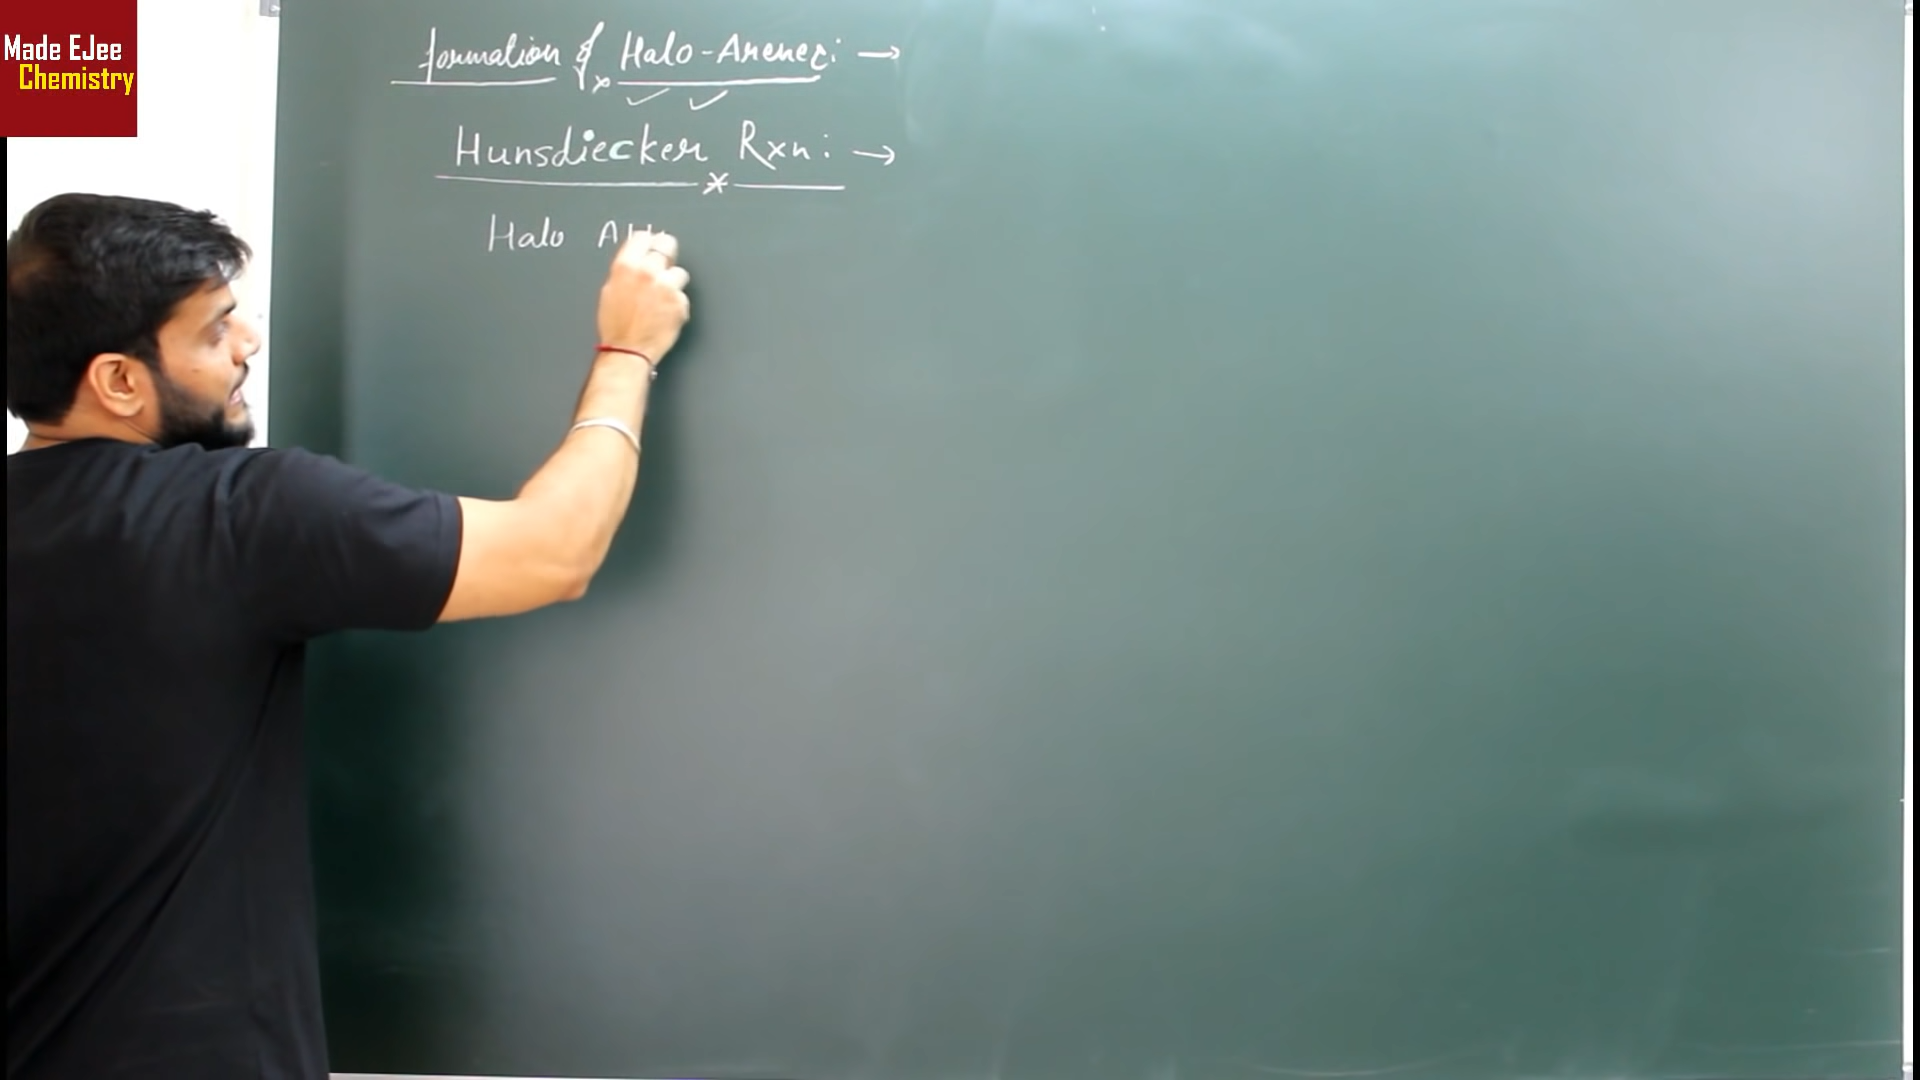 Made EJee
Chemistry
formation of Halo-Arenes: →
Hunsdiecker Rxn: →
Halo